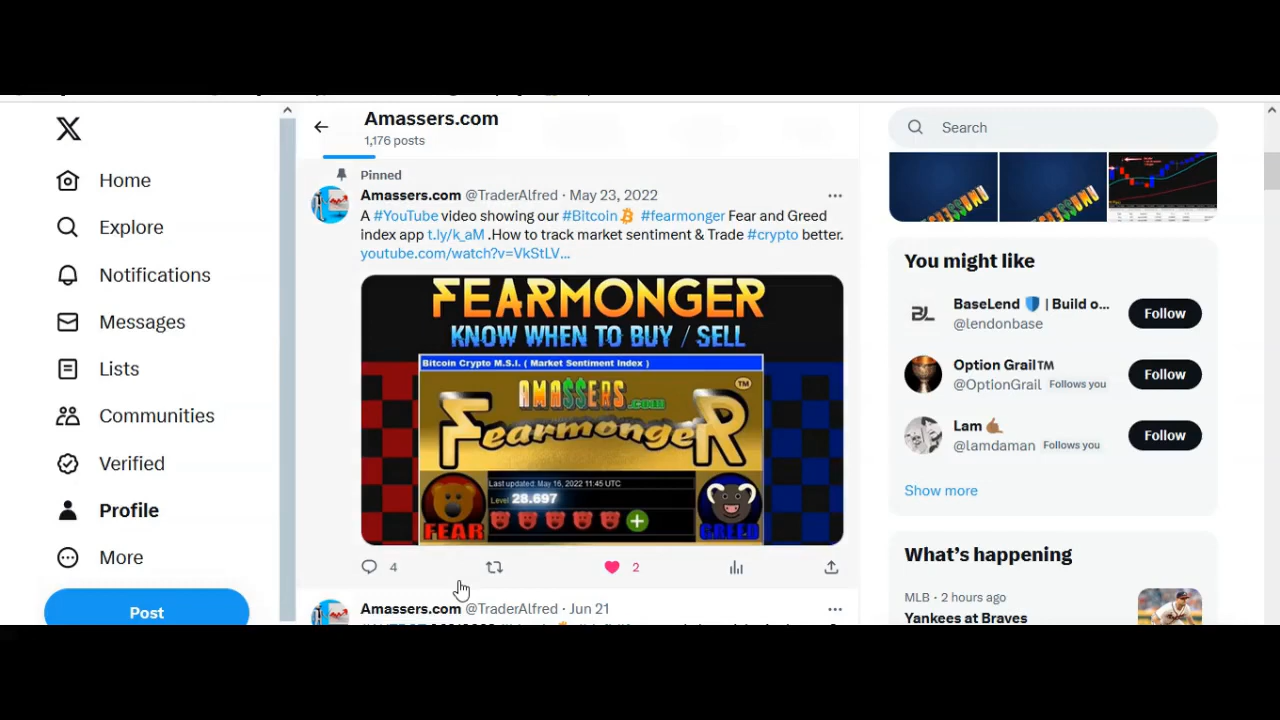 Amassers.com
1,176 posts
Home
Explore
Notifications
Messages
Lists
Communities
Verified
Profile
More
Post
Pinned
Amassers.com @TraderAlfred · May 23, 2022
A #YouTube video showing our #Bitcoin #fearmonger Fear and Greed
index app t.ly/k_aM .How to track market sentiment & Trade #crypto better.
youtube.com/watch?v=VkStLV…
FEARMONGER
KNOW WHEN TO BUY / SELL
Bitcoin Crypto M.S.I. ( Market Sentiment Index )
AMA$$ERS.COM
TM
FearmongeR
Last updated: May 16, 2022 11:45 UTC
Level: 28.697
FEAR
GREED
4
2
Amassers.com @TraderAlfred · Jun 21
Search
You might like
BaseLend 🛡️ | Build o...
@lendonbase
Follow
Option Grail™
@OptionGrail Follows you
Follow
Lam
@lamdaman Follows you
Follow
Show more
What's happening
MLB · 2 hours ago
Yankees at Braves